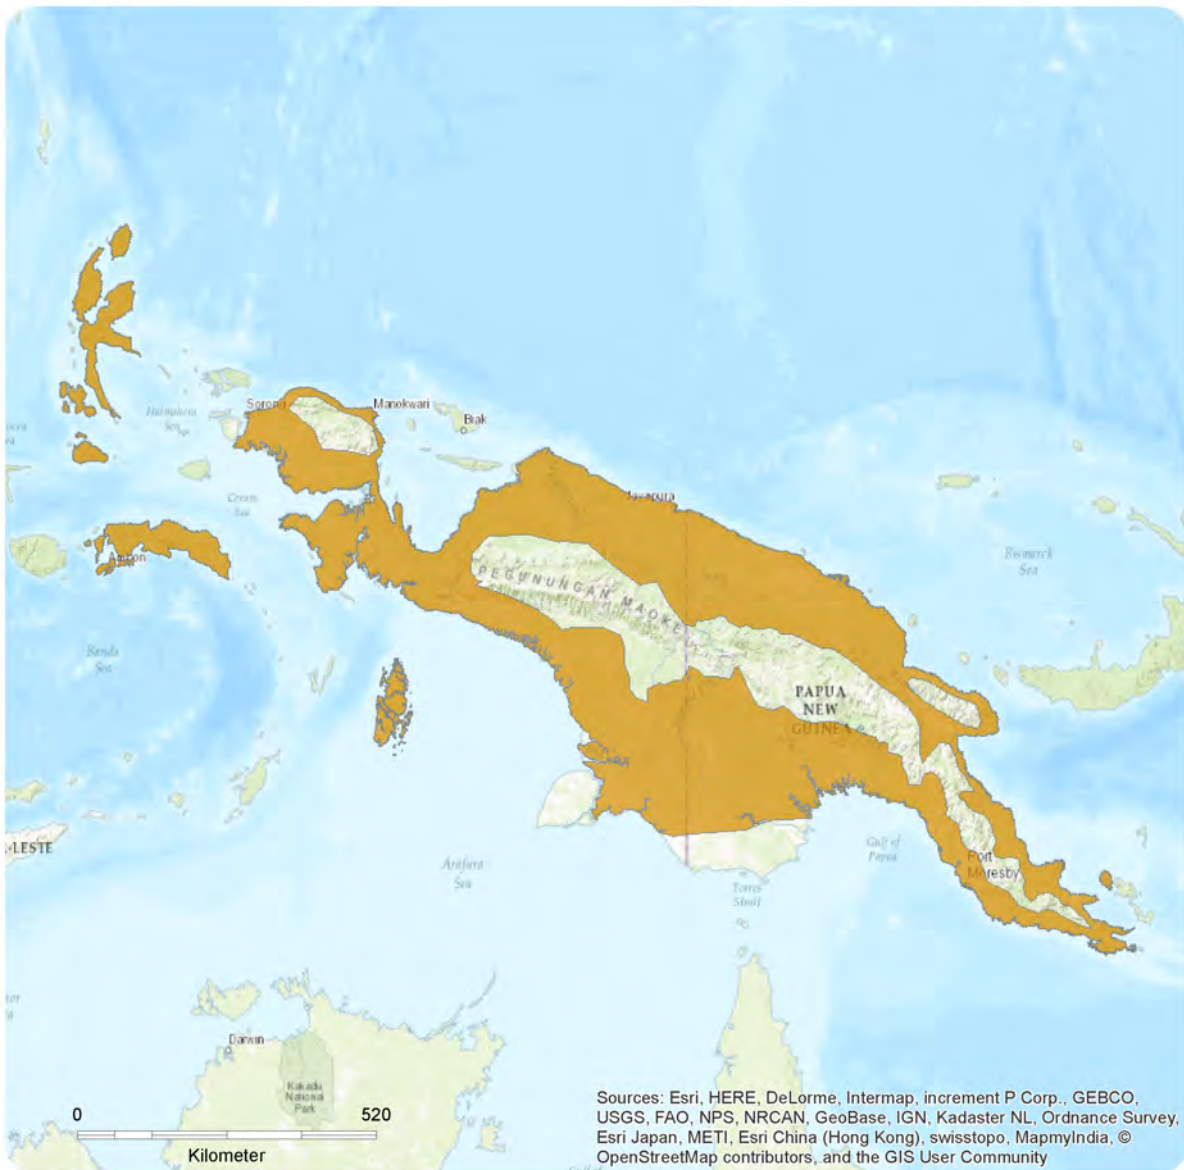 Sorong
Manokwari
Biak
Halmahera
Sea
Jayapura
Ceram
Sea
Ambon
Bismarck
Sea
PEGUNUNGAN MAOKE
Banda
Sea
PAPUA
NEW
GUINEA
LESTE
Arafura
Sea
Gulf of
Papua
Port
Moresby
Torres
Strait
Darwin
Kakadu
National
Park
0 520
Kilometer
Sources: Esri, HERE, DeLorme, Intermap, increment P Corp., GEBCO,
USGS, FAO, NPS, NRCAN, GeoBase, IGN, Kadaster NL, Ordnance Survey,
Esri Japan, METI, Esri China (Hong Kong), swisstopo, MapmyIndia, ©
OpenStreetMap contributors, and the GIS User Community